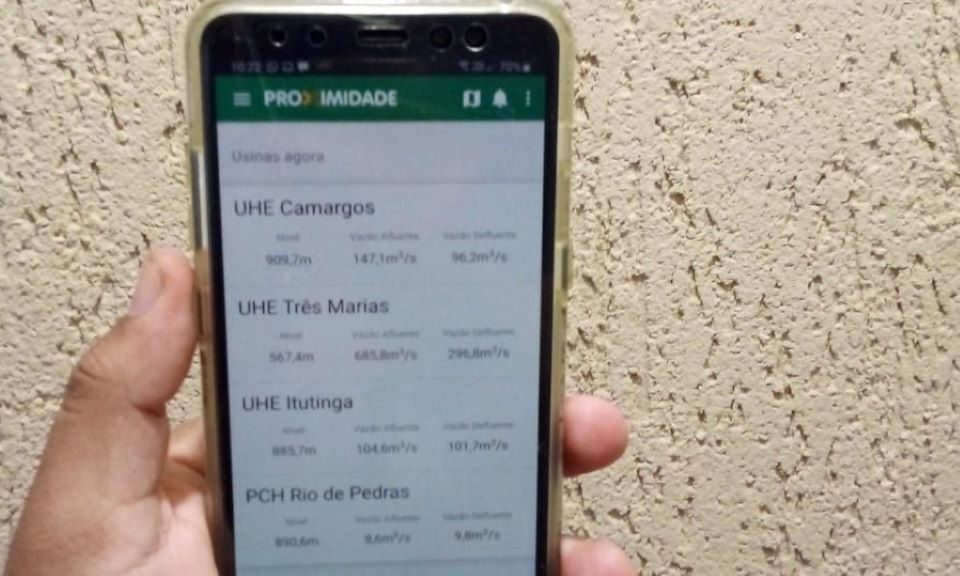 10:22
70%
PROXIMIDADE
Usinas agora
UHE Camargos
Nível Vazão Afluente Vazão Defluente
909,7m 147,1m³/s 96,2m³/s
UHE Três Marias
Nível Vazão Afluente Vazão Defluente
567,4m 685,8m³/s 296,8m³/s
UHE Itutinga
Nível Vazão Afluente Vazão Defluente
885,7m 104,6m³/s 101,7m³/s
PCH Rio de Pedras
Nível Vazão Afluente Vazão Defluente
890,6m 8,6m³/s 9,8m³/s